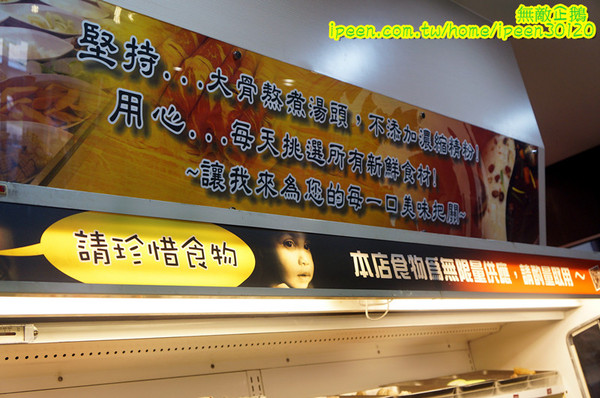 無敵企鵝
ipeen.com.tw/home/ipeen30120
堅持...大骨熬煮湯頭，不添加濃縮精粉!
用心...每天挑選所有新鮮食材!
~讓我來為您的每一口美味把關~
請珍惜食物
本店食物為無限量供應，請酌量取用～